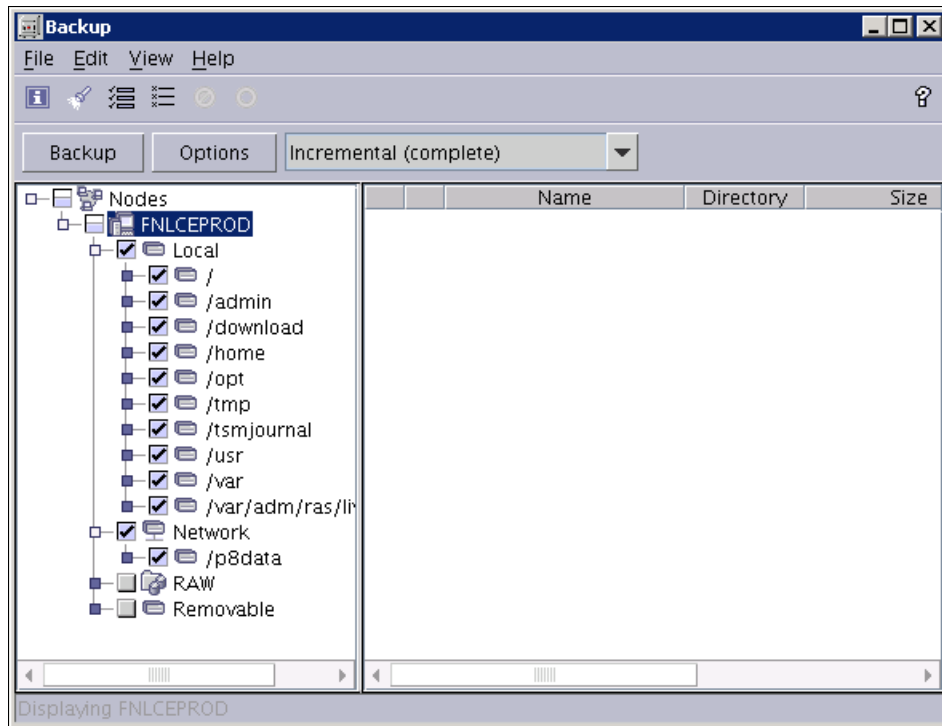 Backup
File Edit View Help
Backup Options Incremental (complete)
Name Directory Size
Nodes
FNLCEPROD
Local
/
/admin
/download
/home
/opt
/tmp
/tsmjournal
/usr
/var
/var/adm/ras/li
Network
/p8data
RAW
Removable
Displaying FNLCEPROD